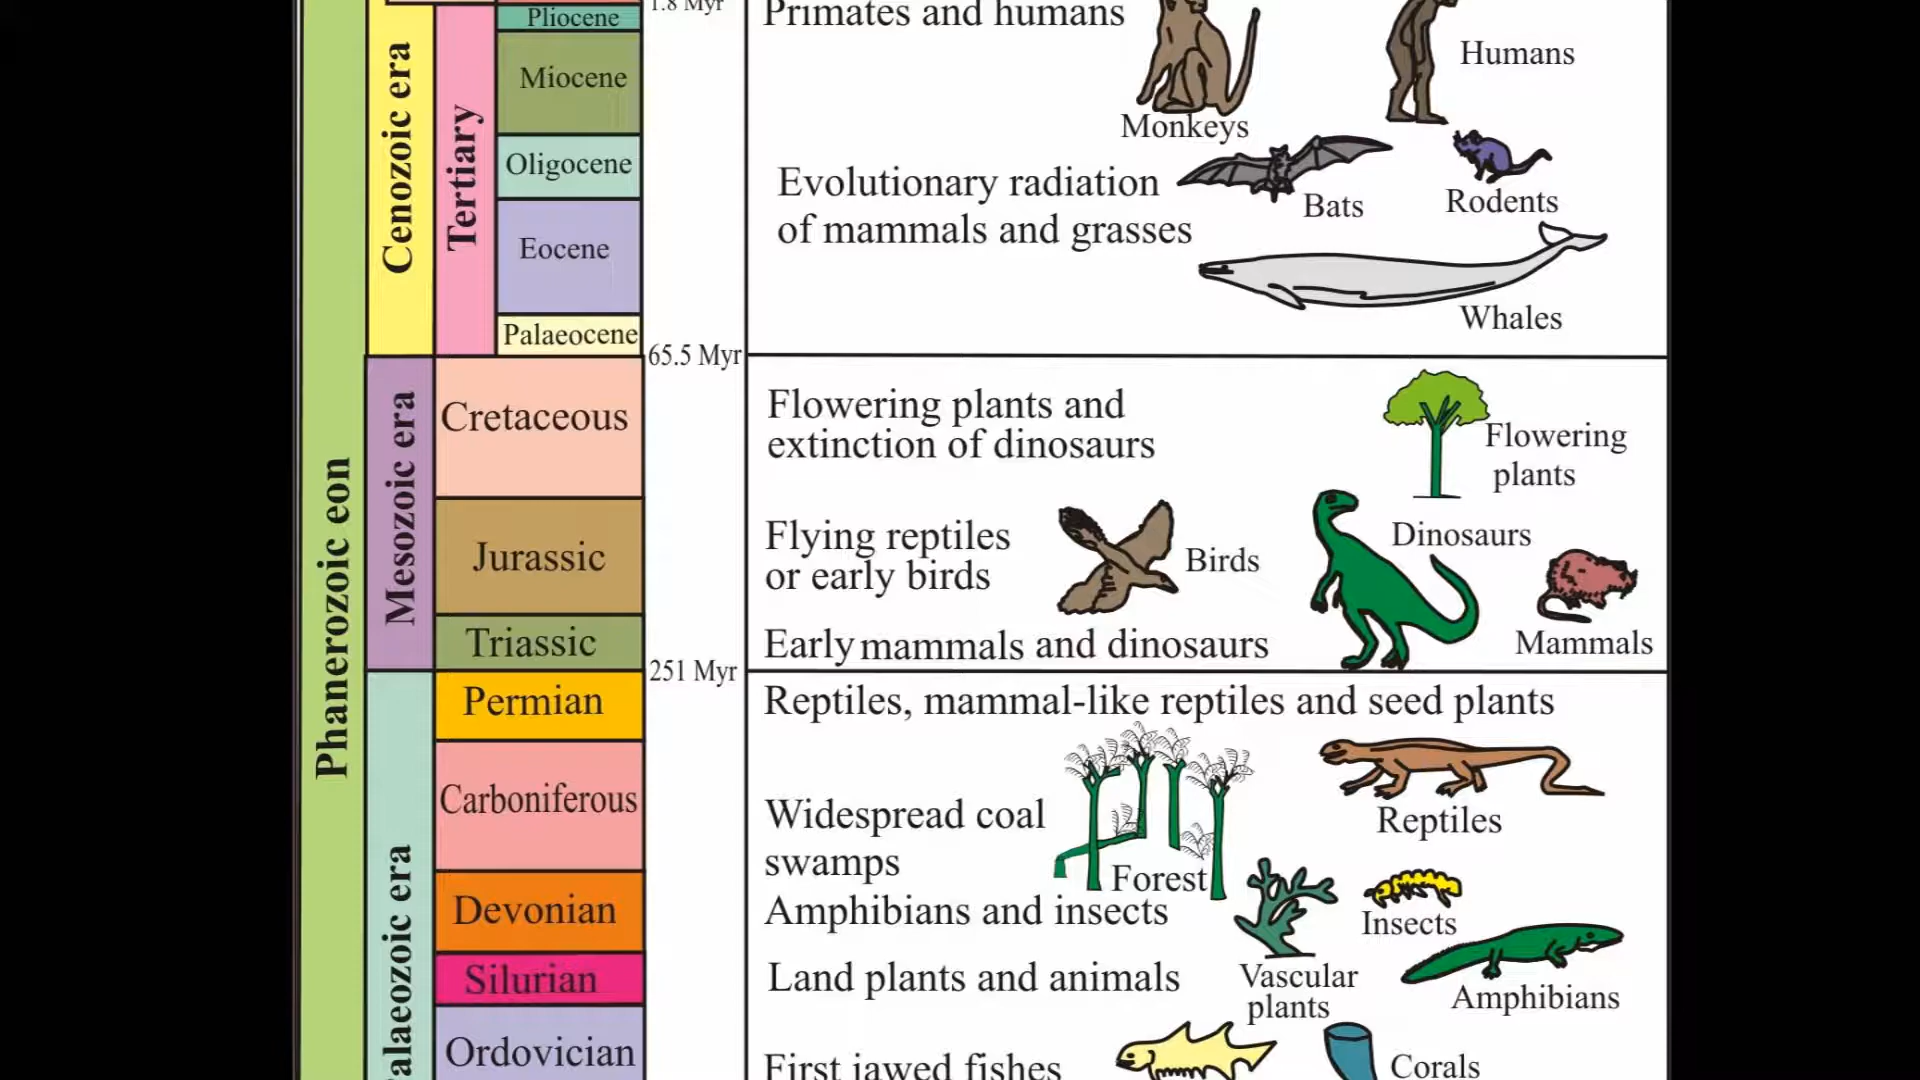 1.8 Myr
Pliocene
Primates and humans
Humans
Miocene
Cenozoic era
Tertiary
Monkeys
Oligocene
Evolutionary radiation
of mammals and grasses
Bats
Rodents
Eocene
Whales
Palaeocene
65.5 Myr
Phanerozoic eon
Mesozoic era
Cretaceous
Flowering plants and
extinction of dinosaurs
Flowering
plants
Jurassic
Flying reptiles
or early birds
Birds
Dinosaurs
Triassic
Early mammals and dinosaurs
Mammals
251 Myr
alaeozoic era
Permian
Reptiles, mammal-like reptiles and seed plants
Carboniferous
Widespread coal
swamps
Forest
Reptiles
Devonian
Amphibians and insects
Insects
Silurian
Land plants and animals
Vascular
plants
Amphibians
Ordovician
First jawed fishes
Corals